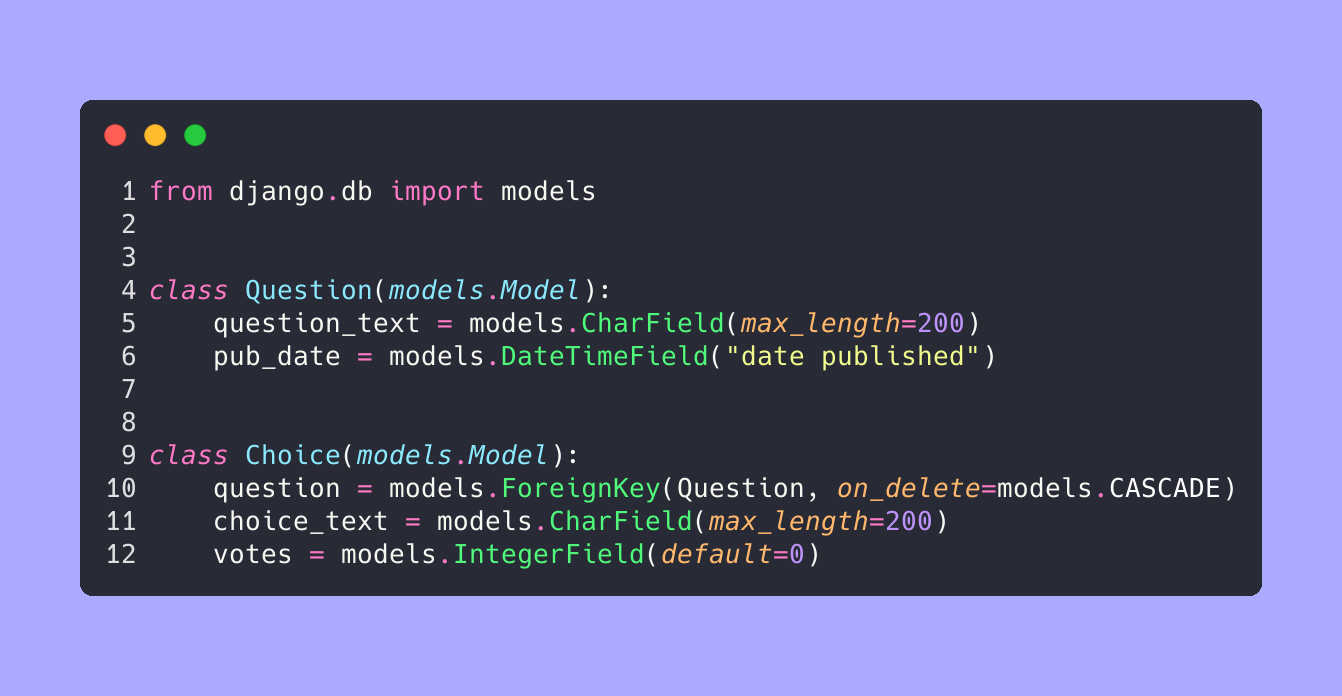 1 from django.db import models
2
3
4 class Question(models.Model):
5     question_text = models.CharField(max_length=200)
6     pub_date = models.DateTimeField("date published")
7
8
9 class Choice(models.Model):
10     question = models.ForeignKey(Question, on_delete=models.CASCADE)
11     choice_text = models.CharField(max_length=200)
12     votes = models.IntegerField(default=0)